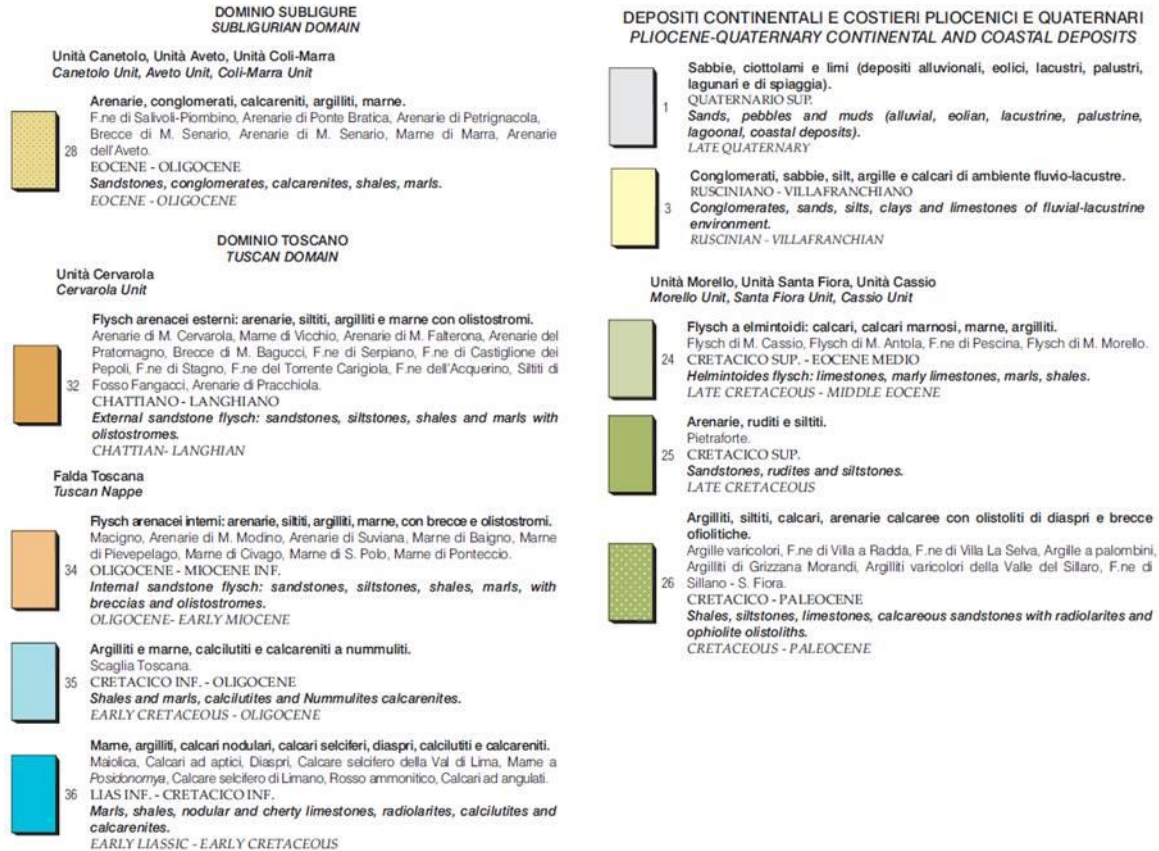 DOMINIO SUBLIGURE
SUBLIGURIAN DOMAIN
Unità Canetolo, Unità Aveto, Unità Coli-Marra
Canetolo Unit, Aveto Unit, Coli-Marra Unit
Arenarie, conglomerati, calcareniti, argilliti, marne.
F.ne di Salivoli-Piombino, Arenarie di Ponte Bratica, Arenarie di Petrignacola,
Brecce di M. Senario, Arenarie di M. Senario, Marne di Marra, Arenarie
28 dell'Aveto.
EOCENE - OLIGOCENE
Sandstones, conglomerates, calcarenites, shales, marls.
EOCENE - OLIGOCENE
DOMINIO TOSCANO
TUSCAN DOMAIN
Unità Cervarola
Cervarola Unit
Flysch arenacei esterni: arenarie, siltiti, argilliti e marne con olistostromi.
Arenarie di M. Cervarola, Marne di Vicchio, Arenarie di M. Falterona, Arenarie del
Pratomagno, Brecce di M. Bagucci, F.ne di Serpiano, F.ne di Castiglione dei
Pepoli, F.ne di Stagno, F.ne del Torrente Carigiola, F.ne dell'Acquerino, Siltiti di
32 Fosso Fangacci, Arenarie di Pracchiola.
CHATTIANO - LANGHIANO
External sandstone flysch: sandstones, siltstones, shales and marls with
olistostromes.
CHATTIAN- LANGHIAN
Falda Toscana
Tuscan Nappe
Flysch arenacei interni: arenarie, siltiti, argilliti, marne, con brecce e olistostromi.
Macigno, Arenarie di M. Modino, Arenarie di Suviana, Marne di Baigno, Marne
di Pievepelago, Marne di Civago, Marne di S. Polo, Marne di Ponteccio.
34 OLIGOCENE - MIOCENE INF.
Internal sandstone flysch: sandstones, siltstones, shales, marls, with
breccias and olistostromes.
OLIGOCENE- EARLY MIOCENE
Argilliti e marne, calcilutiti e calcareniti a nummuliti.
Scaglia Toscana.
35 CRETACICO INF. - OLIGOCENE
Shales and marls, calcilutites and Nummulites calcarenites.
EARLY CRETACEOUS - OLIGOCENE
Marne, argilliti, calcari nodulari, calcari selciferi, diaspri, calcilutiti e calcareniti.
Maiolica, Calcari ad aptici, Diaspri, Calcare selcifero della Val di Lima, Marne a
Posidonomya, Calcare selcifero di Limano, Rosso ammonitico, Calcari ad angulati.
36 LIAS INF. - CRETACICO INF.
Marls, shales, nodular and cherty limestones, radiolarites, calcilutites and
calcarenites.
EARLY LIASSIC - EARLY CRETACEOUS
DEPOSITI CONTINENTALI E COSTIERI PLIOCENICI E QUATERNARI
PLIOCENE-QUATERNARY CONTINENTAL AND COASTAL DEPOSITS
Sabbie, ciottolami e limi (depositi alluvionali, eolici, lacustri, palustri,
lagunari e di spiaggia).
1 QUATERNARIO SUP.
Sands, pebbles and muds (alluvial, eolian, lacustrine, palustrine,
lagoonal, coastal deposits).
LATE QUATERNARY
Conglomerati, sabbie, silt, argille e calcari di ambiente fluvio-lacustre.
RUSCINIANO - VILLAFRANCHIANO
3 Conglomerates, sands, silts, clays and limestones of fluvial-lacustrine
environment.
RUSCINIAN - VILLAFRANCHIAN
Unità Morello, Unità Santa Fiora, Unità Cassio
Morello Unit, Santa Fiora Unit, Cassio Unit
Flysch a elmintoidi: calcari, calcari marnosi, marne, argilliti.
Flysch di M. Cassio, Flysch di M. Antola, F.ne di Pescina, Flysch di M. Morello.
24 CRETACICO SUP. - EOCENE MEDIO
Helmintoides flysch: limestones, marly limestones, marls, shales.
LATE CRETACEOUS - MIDDLE EOCENE
Arenarie, ruditi e siltiti.
Pietraforte.
25 CRETACICO SUP.
Sandstones, rudites and siltstones.
LATE CRETACEOUS
Argilliti, siltiti, calcari, arenarie calcaree con olistoliti di diaspri e brecce
ofiolitiche.
Argille varicolori, F.ne di Villa a Radda, F.ne di Villa La Selva, Argille a palombini,
Argilliti di Grizzana Morandi, Argilliti varicolori della Valle del Sillaro, F.ne di
26 Sillano - S. Fiora.
CRETACICO - PALEOCENE
Shales, siltstones, limestones, calcareous sandstones with radiolarites and
ophiolite olistoliths.
CRETACEOUS - PALEOCENE